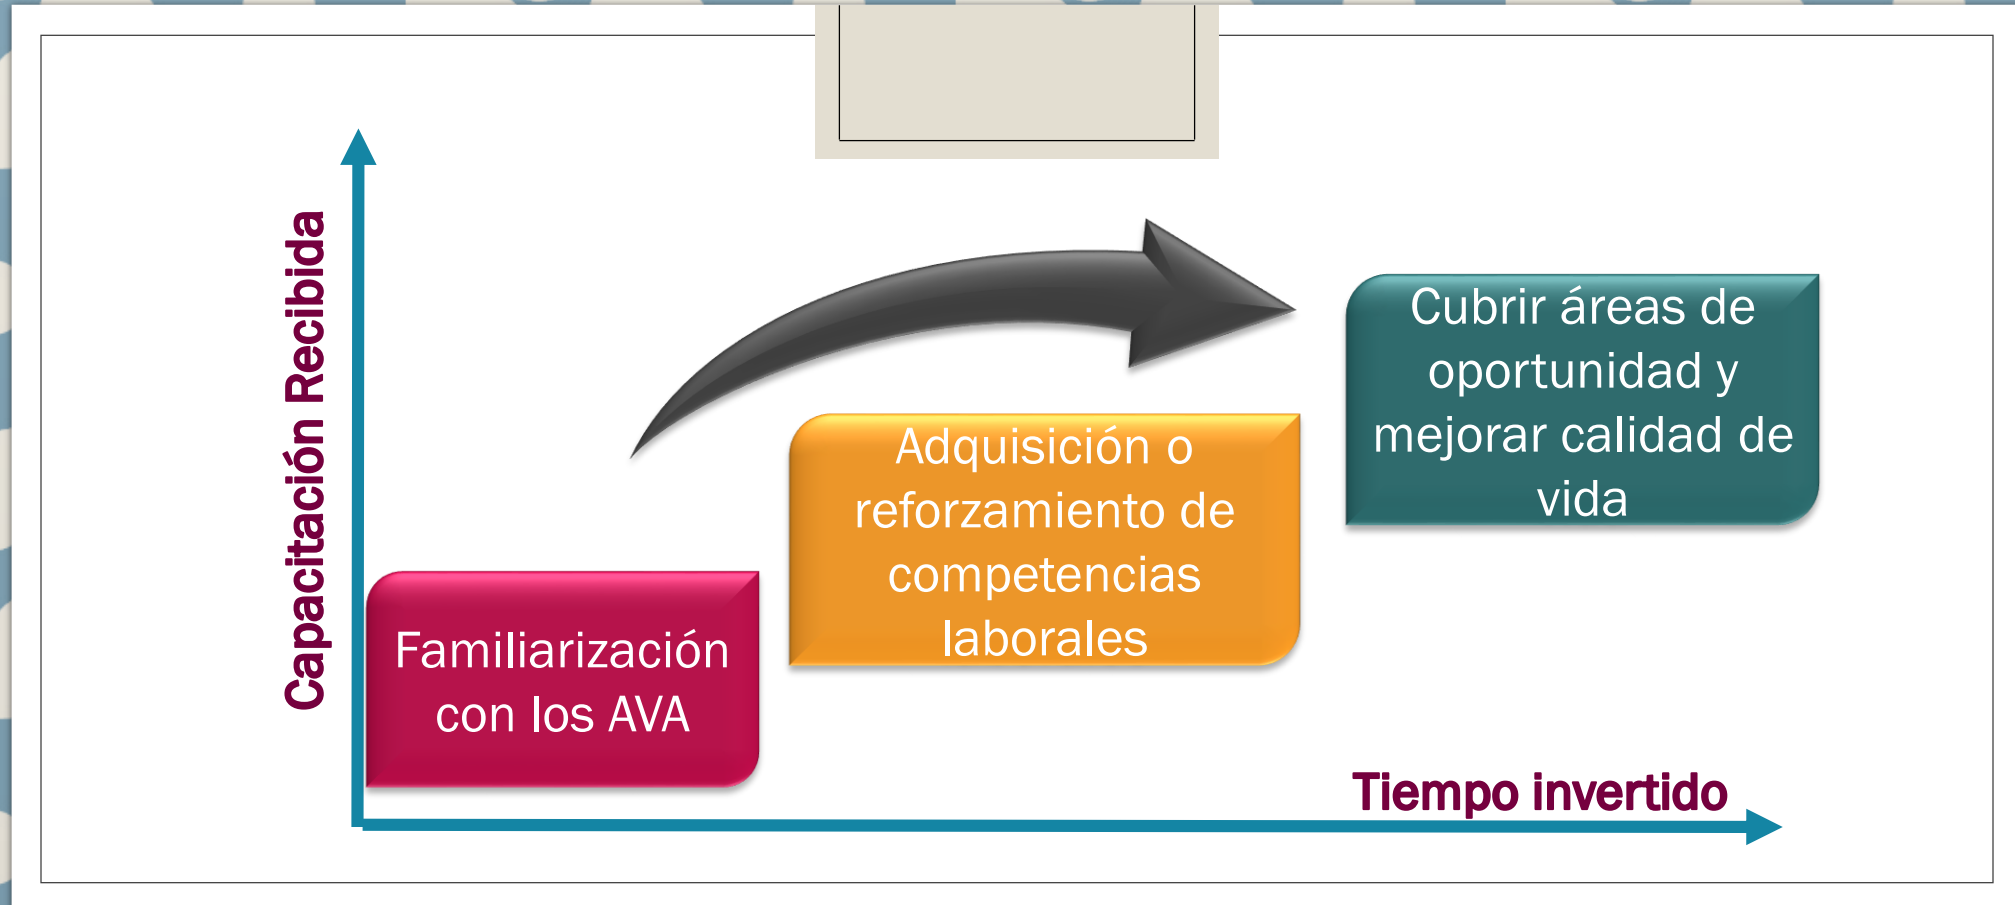 Capacitación Recibida
Cubrir áreas de
oportunidad y
mejorar calidad de
vida
Adquisición o
reforzamiento de
competencias
laborales
Familiarización
con los AVA
Tiempo invertido